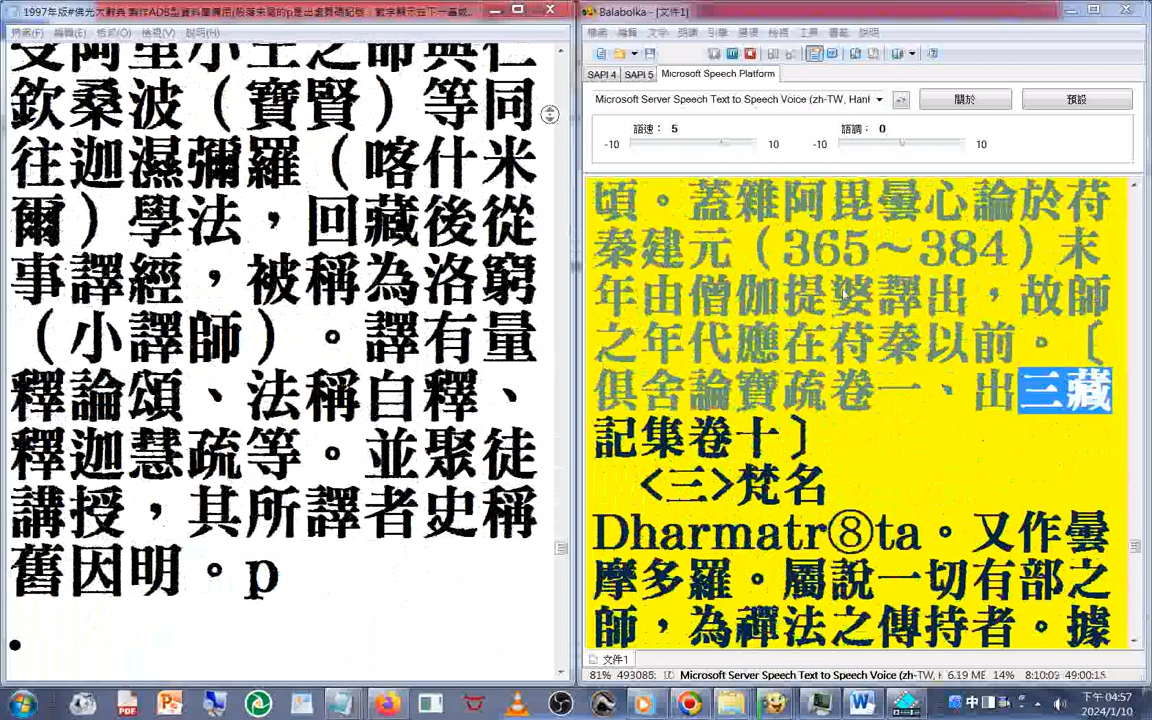 1997年版#佛光大辭典 製作ADB型資料庫備用(段落末尾的p是出處頁碼記號，數字顯示在下一篇或...
檔案(F) 編輯(E) 格式(O) 檢視(V) 說明(H)
受阿里小王之命與仁
欽桑波（寶賢）等同
往迦濕彌羅（喀什米
爾）學法，回藏後從
事譯經，被稱為洛窮
（小譯師）。譯有量
釋論頌、法稱自釋、
釋迦慧疏等。並聚徒
講授，其所譯者史稱
舊因明。p
●
Balabolka - [文件1]
檔案 編輯 文字 朗讀 引擎 選項 檢視 工具 書籤 說明
SAPI 4 SAPI 5 Microsoft Speech Platform
Microsoft Server Speech Text to Speech Voice (zh-TW, Hanl
關於 預設
語速： 5 語調： 0
-10 10 -10 10
頃。蓋雜阿毘曇心論於苻
秦建元（365～384）末
年由僧伽提婆譯出，故師
之年代應在苻秦以前。〔
俱舍論寶疏卷一、出三藏
記集卷十〕
<三>梵名
Dharmatr⑧ta。又作曇
摩多羅。屬說一切有部之
師，為禪法之傳持者。據
文件1
81% 493085: Microsoft Server Speech Text to Speech Voice (zh-TW, H 6.19 ME 14% 8:10:09 49:00:15
中
下午 04:57
2024/1/10